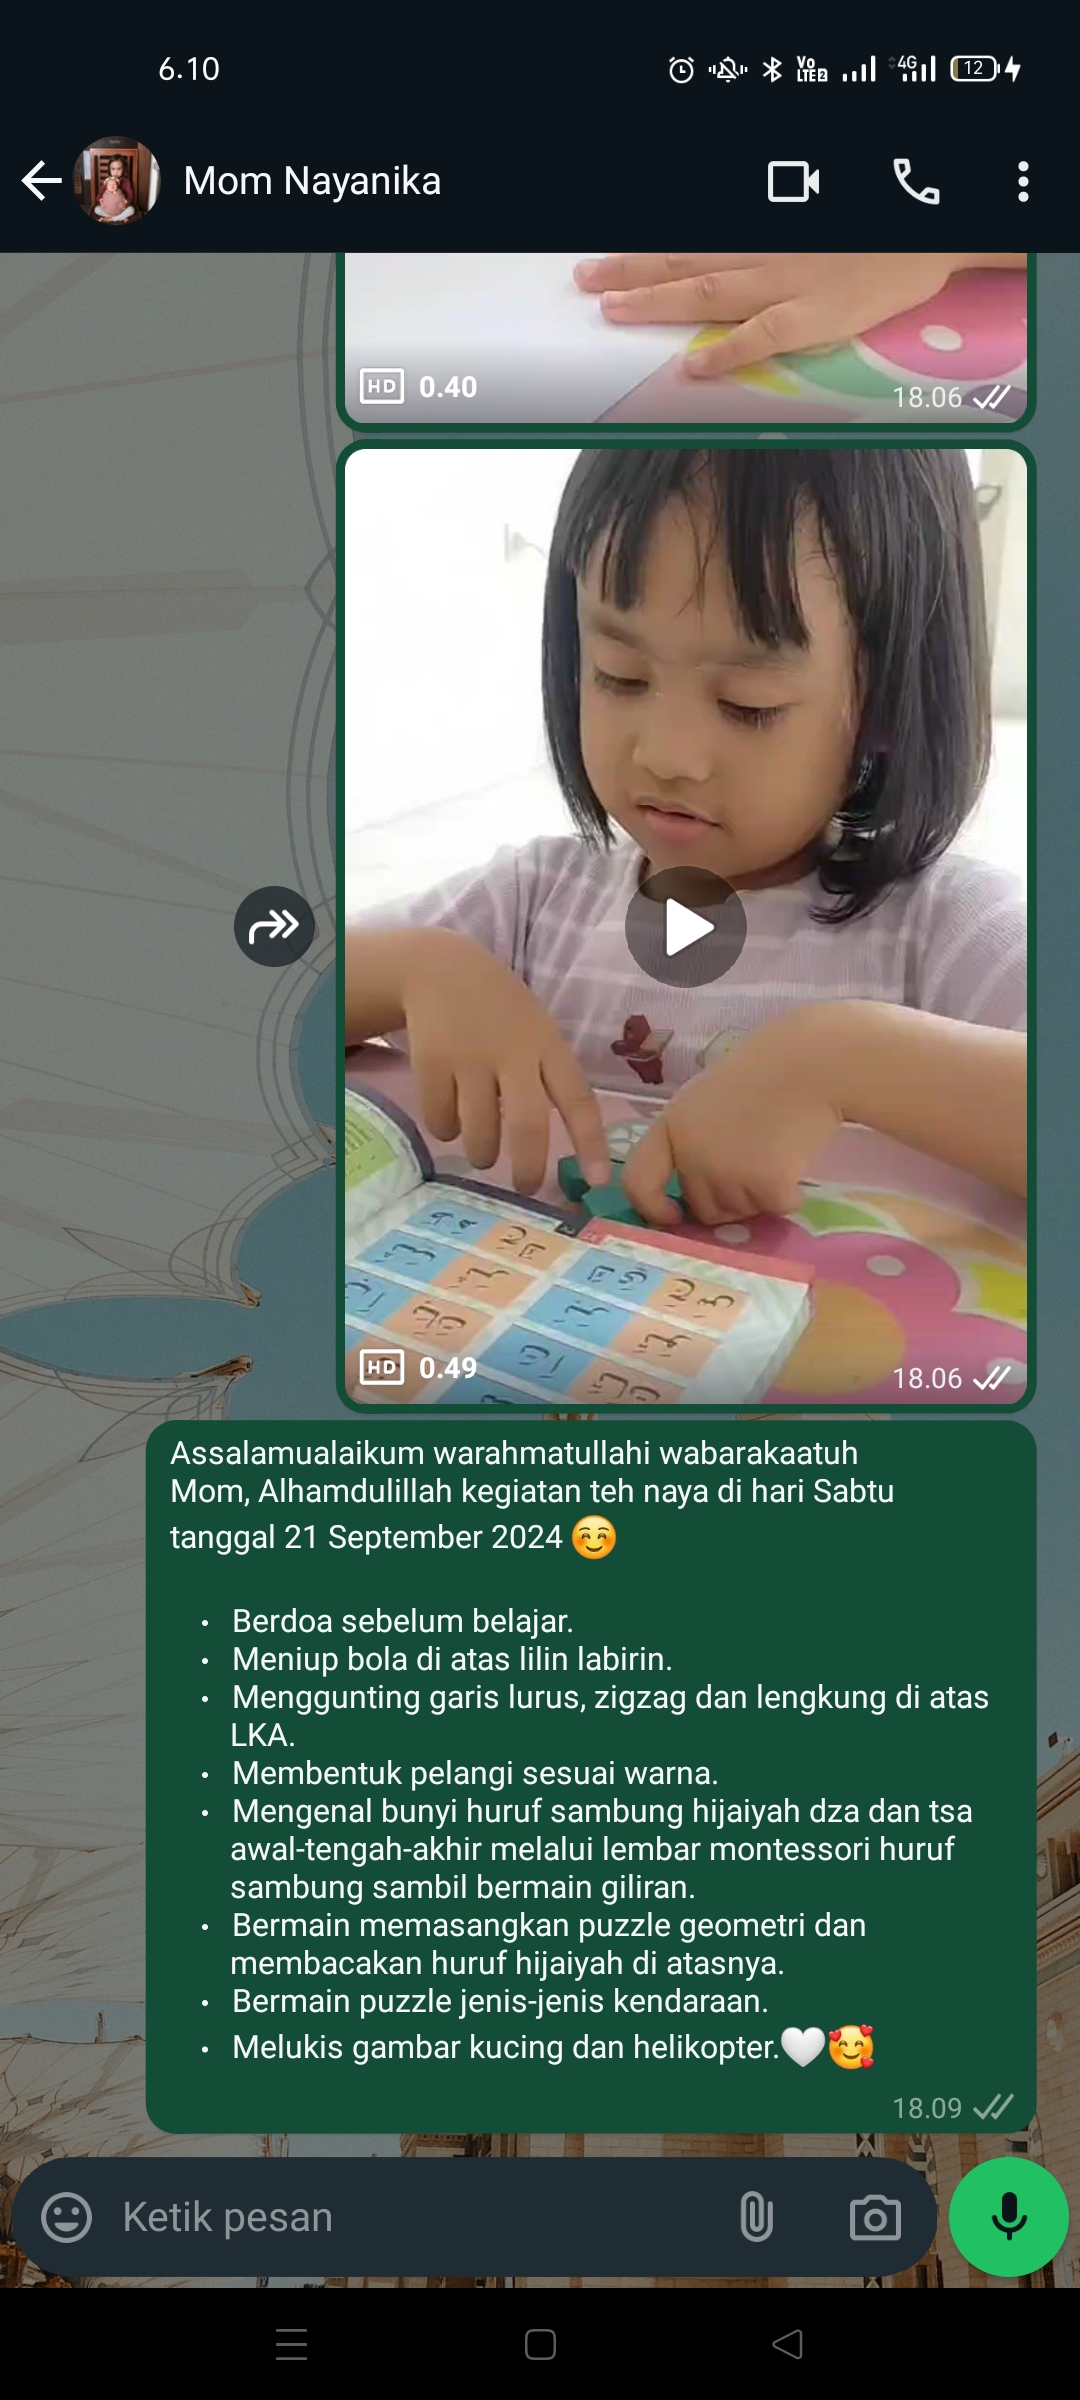 6.10
Vo
LTE 2
4G
12
Mom Nayanika
HD 0.40
18.06
HD 0.49
18.06
Assalamualaikum warahmatullahi wabarakaatuh
Mom, Alhamdulillah kegiatan teh naya di hari Sabtu
tanggal 21 September 2024 ☺️
• Berdoa sebelum belajar.
• Meniup bola di atas lilin labirin.
• Menggunting garis lurus, zigzag dan lengkung di atas
LKA.
• Membentuk pelangi sesuai warna.
• Mengenal bunyi huruf sambung hijaiyah dza dan tsa
awal-tengah-akhir melalui lembar montessori huruf
sambung sambil bermain giliran.
• Bermain memasangkan puzzle geometri dan
membacakan huruf hijaiyah di atasnya.
• Bermain puzzle jenis-jenis kendaraan.
• Melukis gambar kucing dan helikopter.🤍🥰
18.09
Ketik pesan